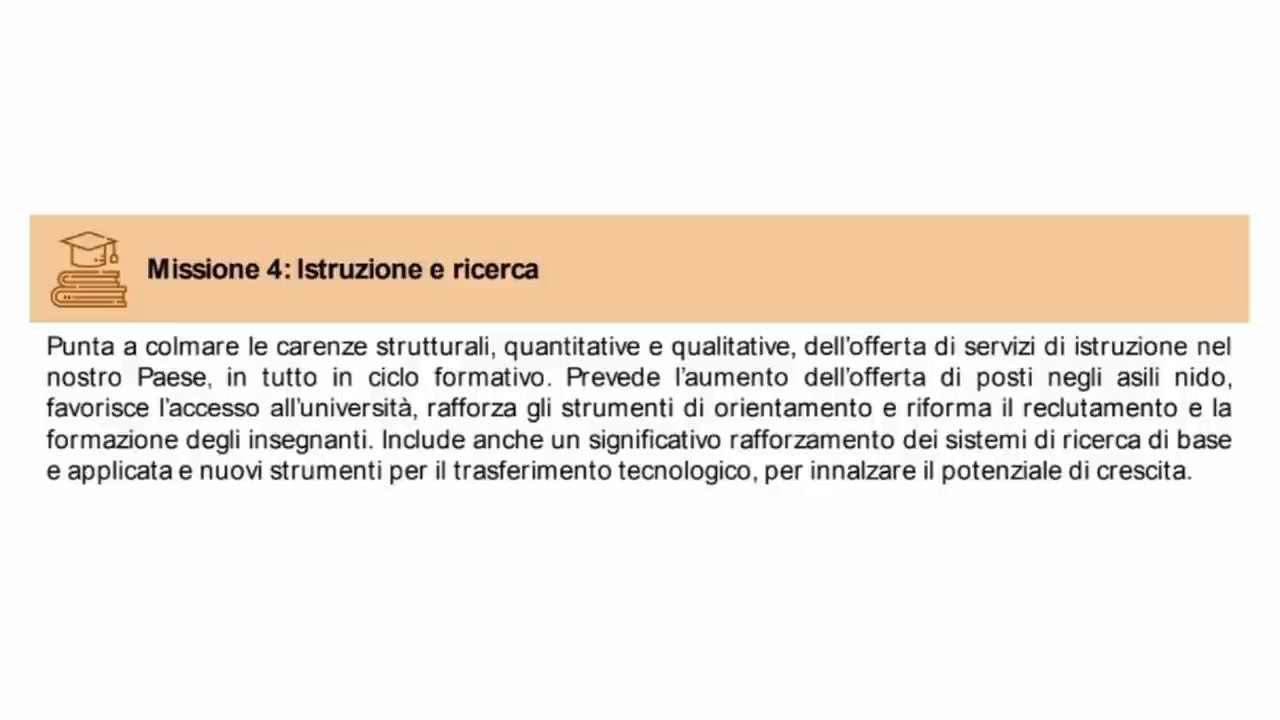 Missione 4: Istruzione e ricerca
Punta a colmare le carenze strutturali, quantitative e qualitative, dell'offerta di servizi di istruzione nel
nostro Paese, in tutto in ciclo formativo. Prevede l'aumento dell'offerta di posti negli asili nido,
favorisce l'accesso all'università, rafforza gli strumenti di orientamento e riforma il reclutamento e la
formazione degli insegnanti. Include anche un significativo rafforzamento dei sistemi di ricerca di base
e applicata e nuovi strumenti per il trasferimento tecnologico, per innalzare il potenziale di crescita.